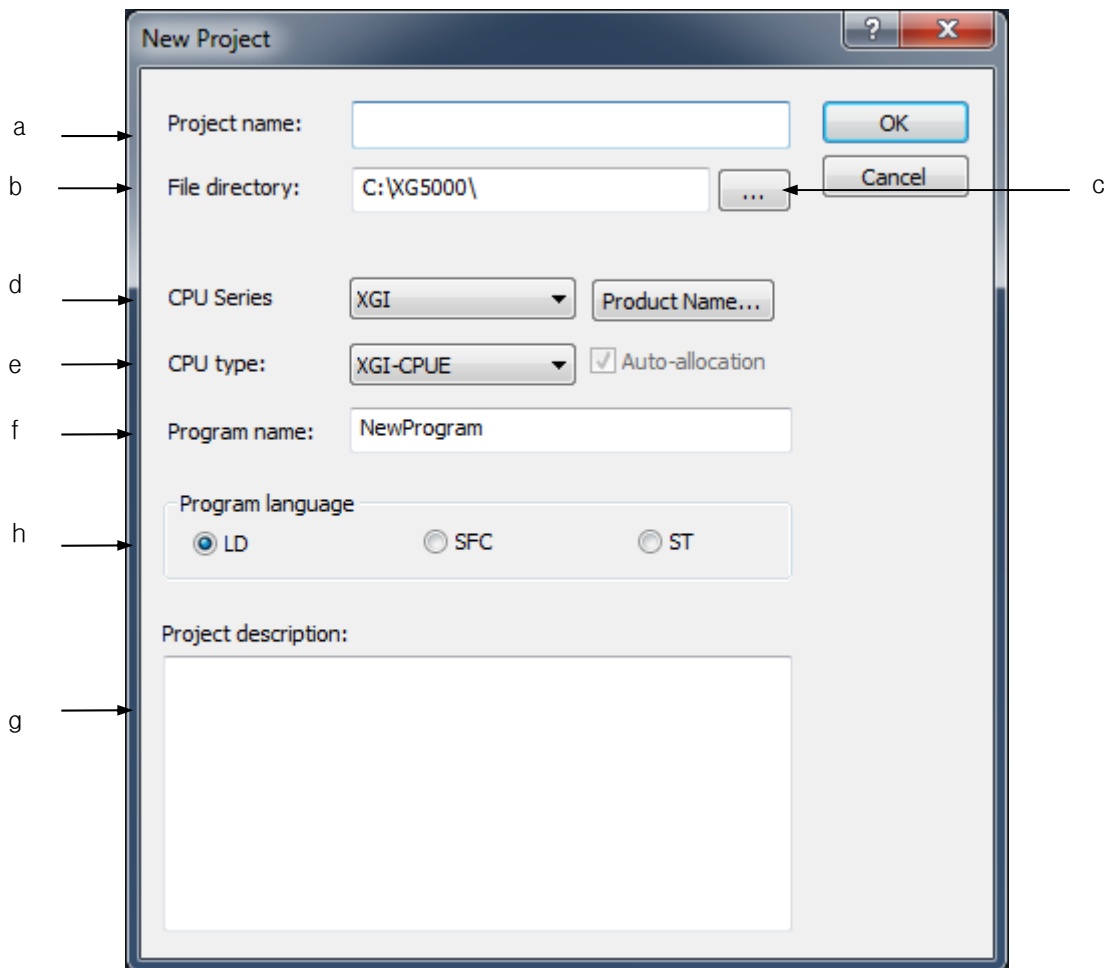 New Project
?
X
a
Project name:
OK
b
File directory:
C:\XG5000\
...
Cancel
c
d
CPU Series
XGI
Product Name...
e
CPU type:
XGI-CPUE
Auto-allocation
f
Program name:
NewProgram
Program language
h
LD
SFC
ST
Project description:
g